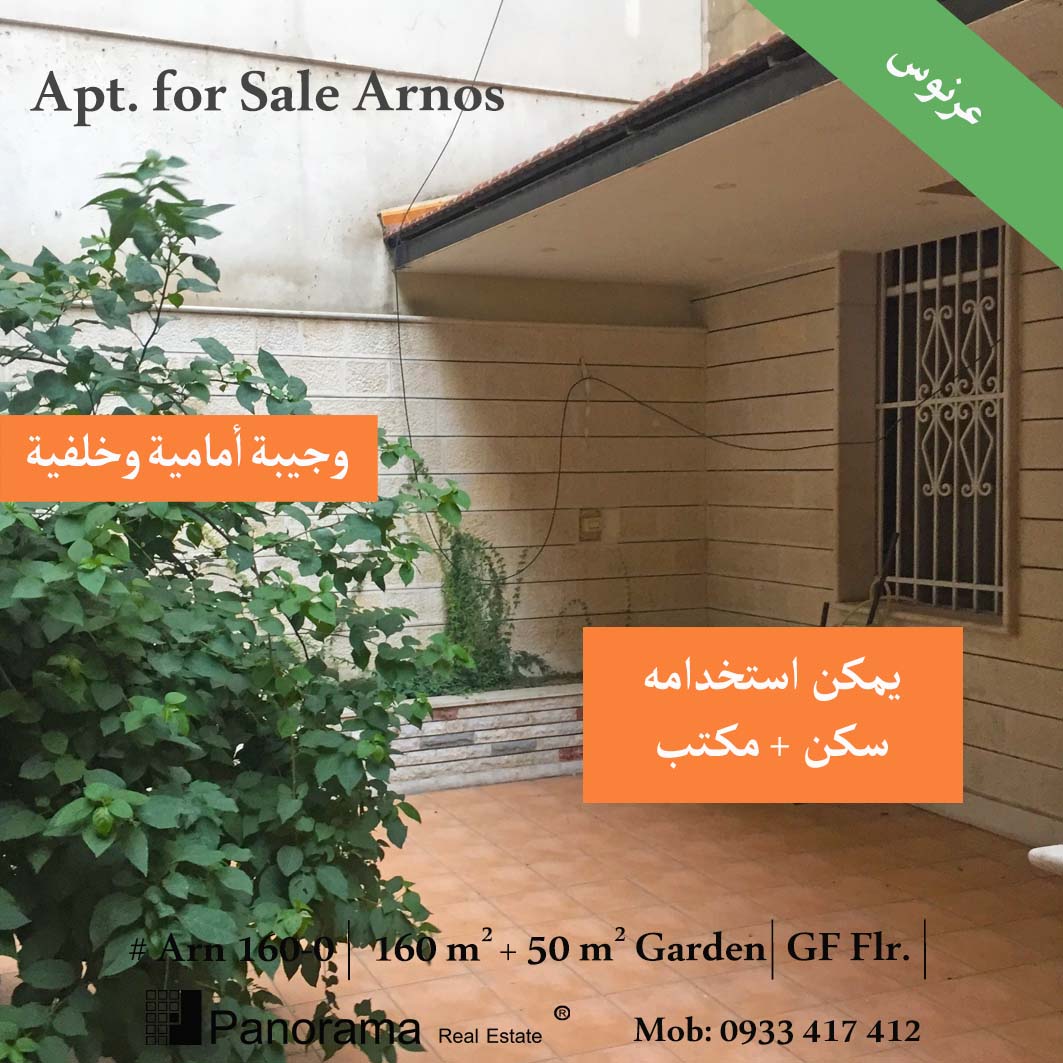 Apt. for Sale Arnos
عرنوس
وجيبة أمامية وخلفية
يمكن استخدامه
سكن + مكتب
# Arn 160-0 | 160 m² + 50 m² Garden | GF Flr. |
Panorama Real Estate ®
Mob: 0933 417 412